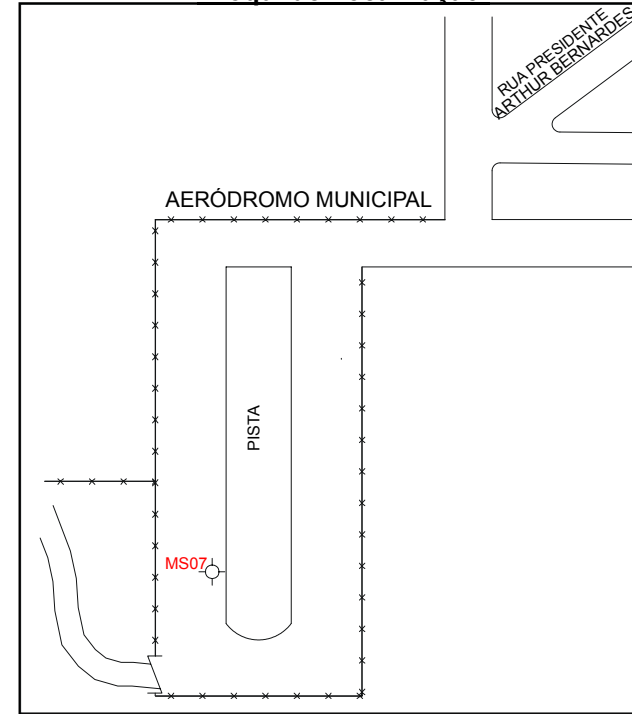 RUA PRESIDENTE
ARTHUR BERNARDES
AERÓDROMO MUNICIPAL
PISTA
MS07